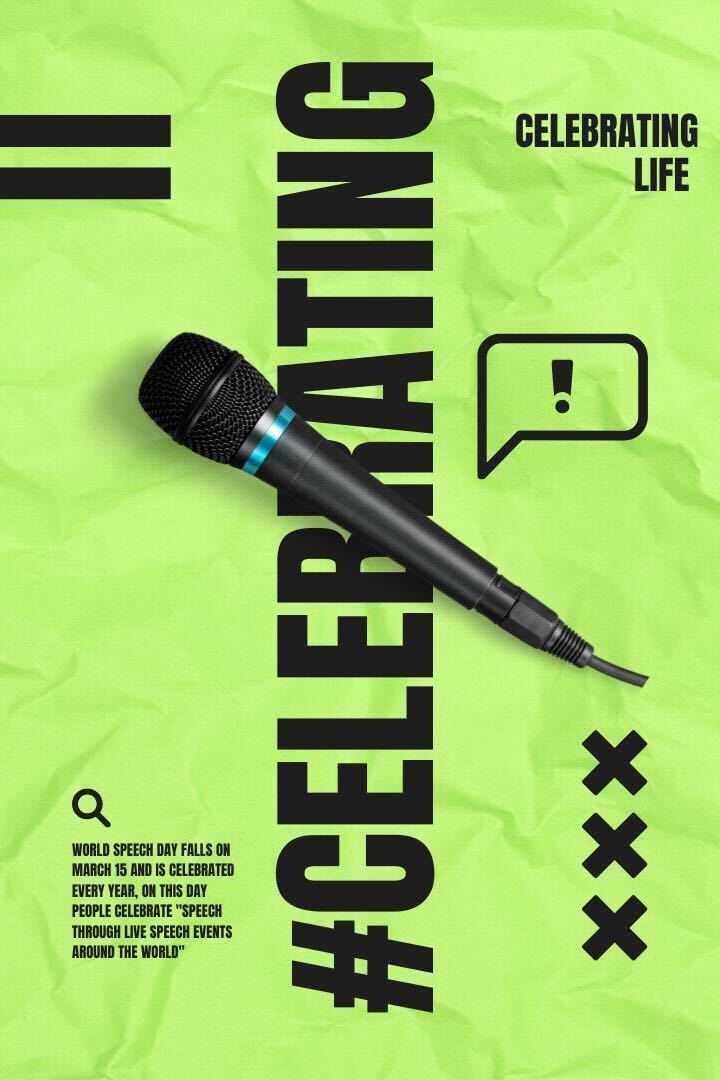 CELEBRATING
LIFE
#CELEBRATING
!
WORLD SPEECH DAY FALLS ON
MARCH 15 AND IS CELEBRATED
EVERY YEAR, ON THIS DAY
PEOPLE CELEBRATE "SPEECH
THROUGH LIVE SPEECH EVENTS
AROUND THE WORLD"